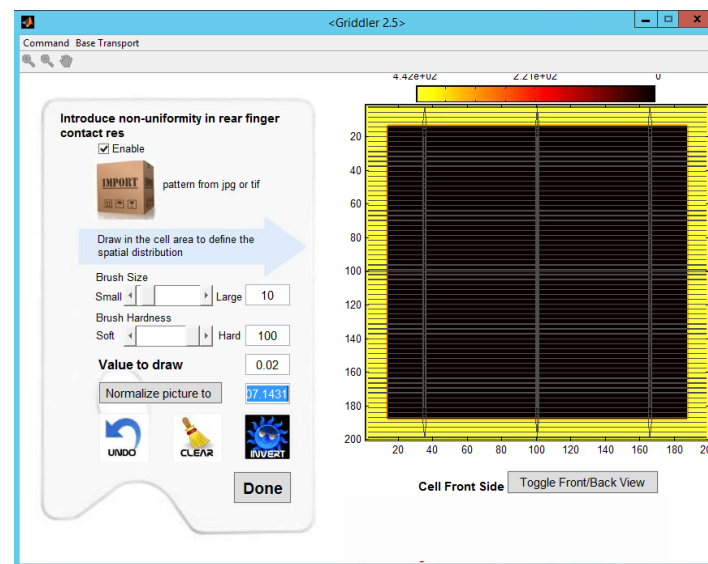 <Griddler 2.5>
Command Base Transport
4.42e+02 2.21e+02 0
Introduce non-uniformity in rear finger
contact res
Enable
IMPORT
pattern from jpg or tif
Draw in the cell area to define the
spatial distribution
Brush Size
Small Large 10
Brush Hardness
Soft Hard 100
Value to draw 0.02
Normalize picture to 07.1431
UNDO CLEAR INVERT
Done
20
40
60
80
100
120
140
160
180
200
20 40 60 80 100 120 140 160 180 20
Cell Front Side Toggle Front/Back View